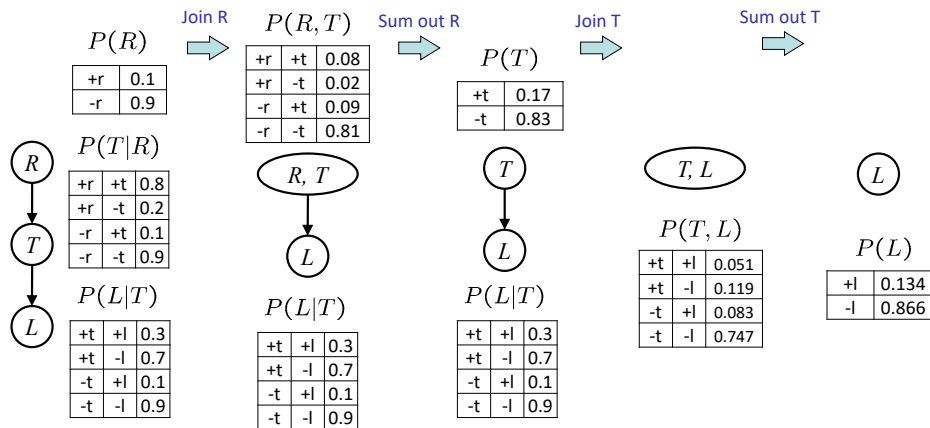 Join R
Sum out R
Join T
Sum out T
P(R)
+r 0.1
-r 0.9
P(T|R)
+r +t 0.8
+r -t 0.2
-r +t 0.1
-r -t 0.9
P(L|T)
+t +l 0.3
+t -l 0.7
-t +l 0.1
-t -l 0.9
R
T
L
P(R,T)
+r +t 0.08
+r -t 0.02
-r +t 0.09
-r -t 0.81
R, T
L
P(L|T)
+t +l 0.3
+t -l 0.7
-t +l 0.1
-t -l 0.9
P(T)
+t 0.17
-t 0.83
T
L
P(L|T)
+t +l 0.3
+t -l 0.7
-t +l 0.1
-t -l 0.9
T, L
P(T,L)
+t +l 0.051
+t -l 0.119
-t +l 0.083
-t -l 0.747
L
P(L)
+l 0.134
-l 0.866